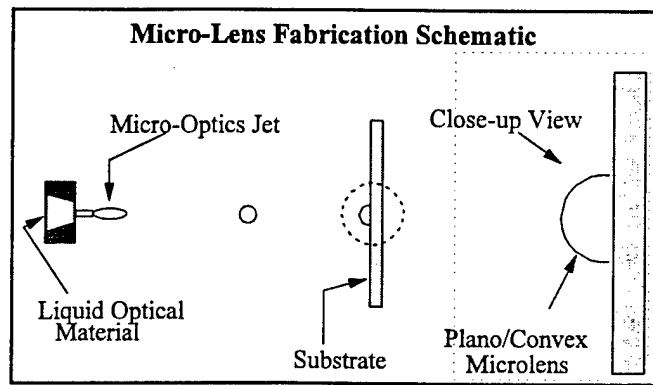 Micro-Lens Fabrication Schematic
Micro-Optics Jet
Close-up View
Liquid Optical
Material
Substrate
Plano/Convex
Microlens